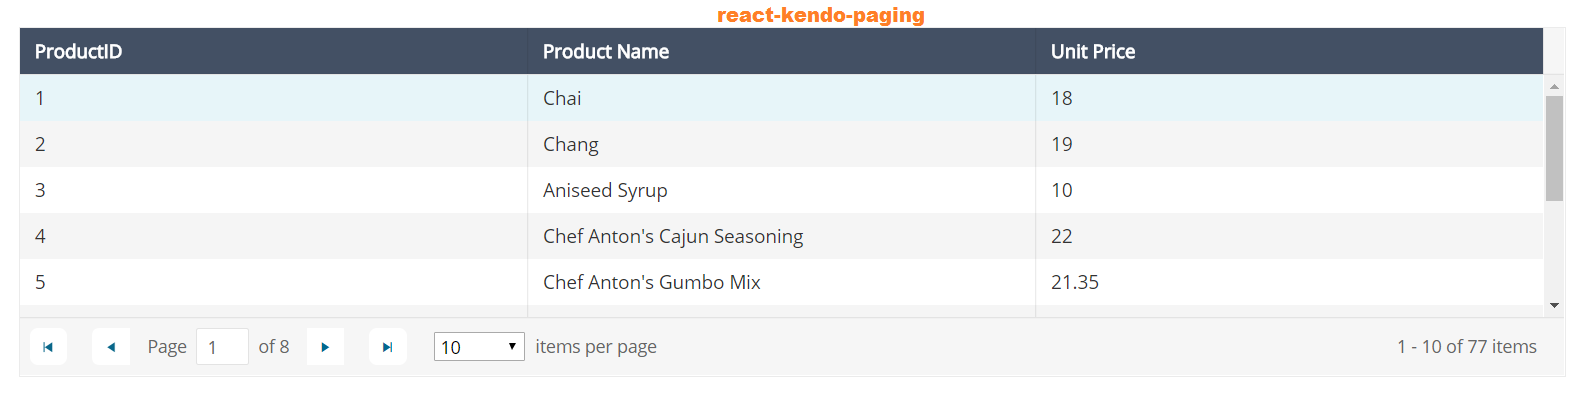 react-kendo-paging
ProductID Product Name Unit Price
1 Chai 18
2 Chang 19
3 Aniseed Syrup 10
4 Chef Anton's Cajun Seasoning 22
5 Chef Anton's Gumbo Mix 21.35
Page 1 of 8 10 items per page 1 - 10 of 77 items